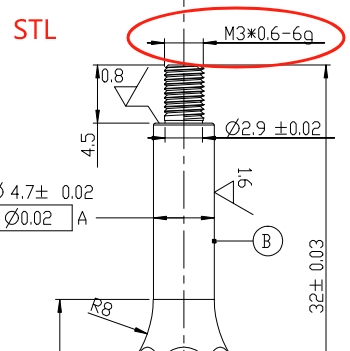 STL
M3*0.6-6g
0.8
Ø2.9 ±0.02
4.5
1.6
Ø 4.7± 0.02
Ø0.02 A
B
32± 0.03
R8